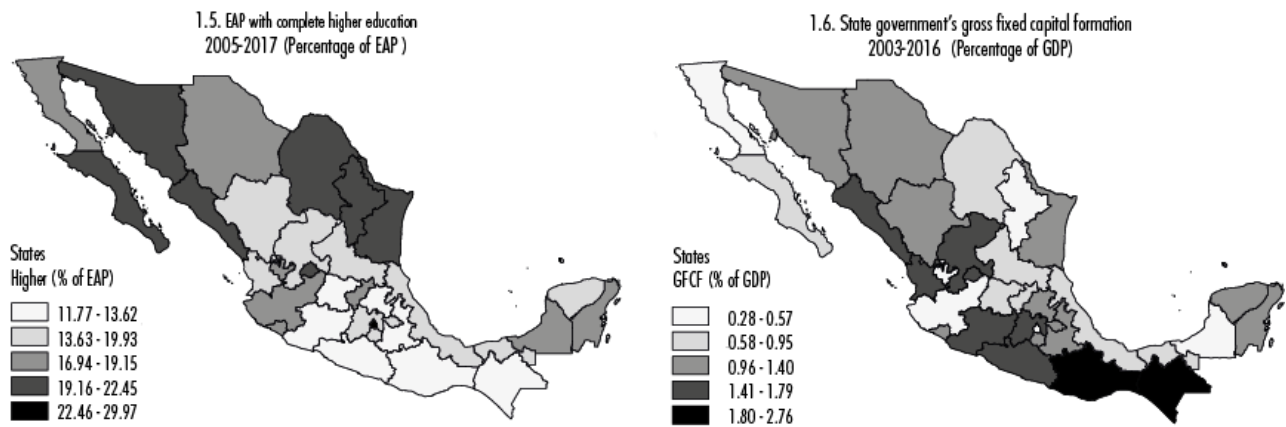 1.5. EAP with complete higher education
2005-2017 (Percentage of EAP )
States
Higher (% of EAP)
11.77 - 13.62
13.63 - 19.93
16.94 - 19.15
19.16 - 22.45
22.46 - 29.97
1.6. State government's gross fixed capital formation
2003-2016 (Percentage of GDP)
States
GFCF (% of GDP)
0.28 - 0.57
0.58 - 0.95
0.96 - 1.40
1.41 - 1.79
1.80 - 2.76